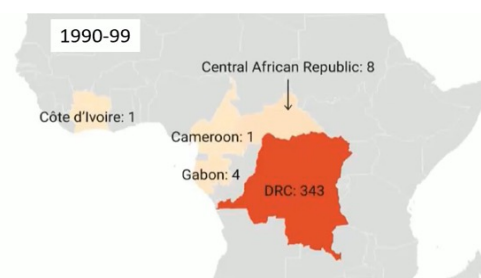 1990-99
Central African Republic: 8
Côte d'Ivoire: 1
Cameroon: 1
Gabon: 4
DRC: 343